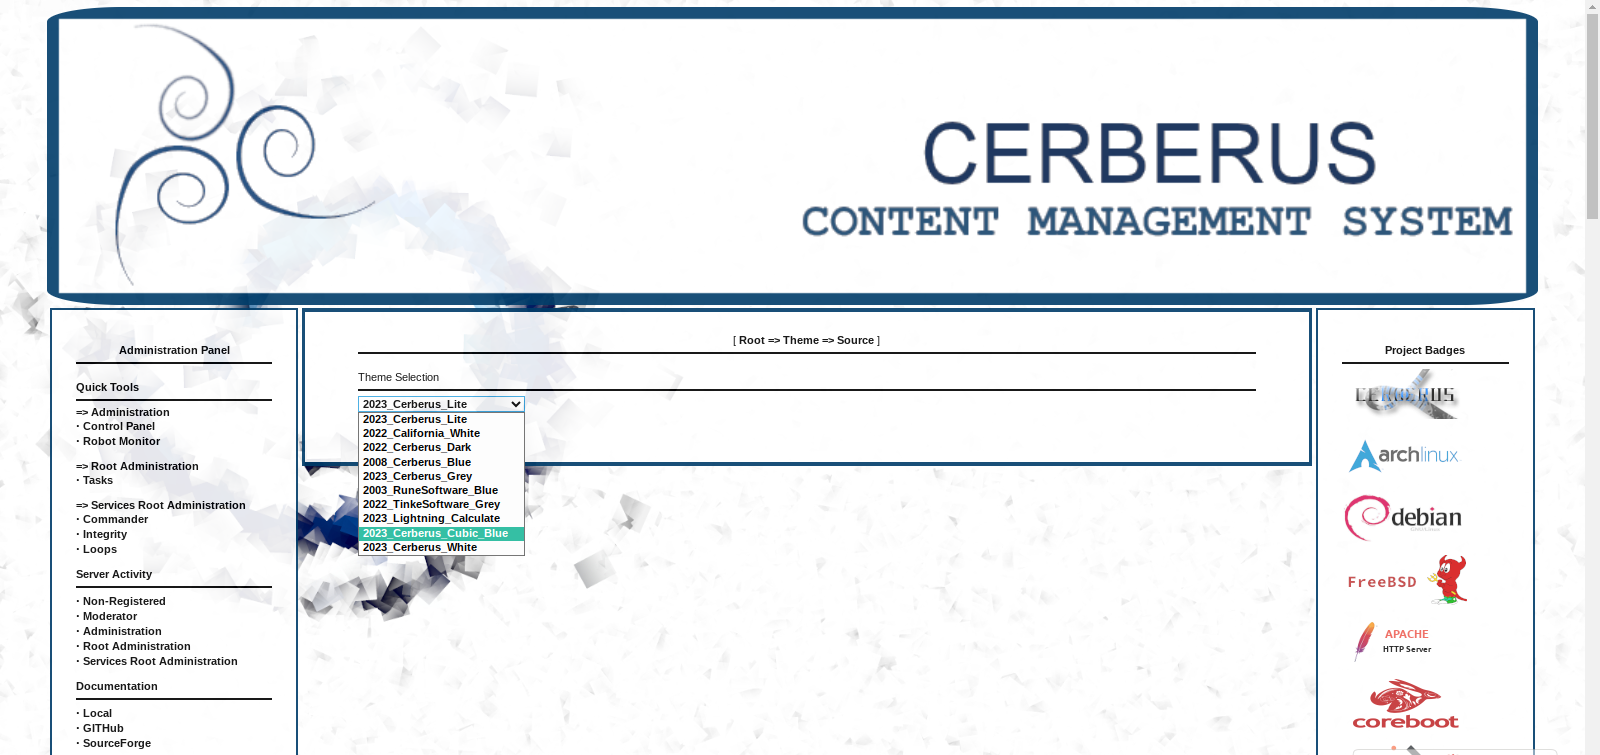 CERBERUS
CONTENT MANAGEMENT SYSTEM
Administration Panel
Quick Tools
=> Administration
· Control Panel
· Robot Monitor
=> Root Administration
· Tasks
=> Services Root Administration
· Commander
· Integrity
· Loops
Server Activity
· Non-Registered
· Moderator
· Administration
· Root Administration
· Services Root Administration
Documentation
· Local
· GITHub
· SourceForge
[ Root => Theme => Source ]
Theme Selection
2023_Cerberus_Lite
2023_Cerberus_Lite
2022_California_White
2022_Cerberus_Dark
2008_Cerberus_Blue
2023_Cerberus_Grey
2003_RuneSoftware_Blue
2022_TinkeSoftware_Grey
2023_Lightning_Calculate
2023_Cerberus_Cubic_Blue
2023_Cerberus_White
Project Badges
CERBERUS
archlinux
debian
FreeBSD
APACHE
HTTP Server
coreboot